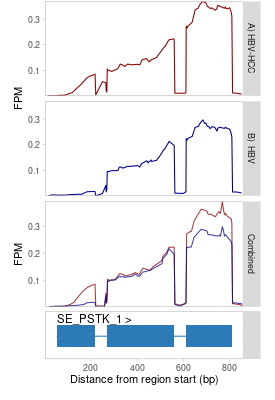 0.3
0.2
0.1
FPM
A) HBV-HCC
0.3
0.2
0.1
FPM
B) HBV
0.3
0.2
0.1
FPM
Combined
SE_PSTK_1 >
200 400 600 800
Distance from region start (bp)